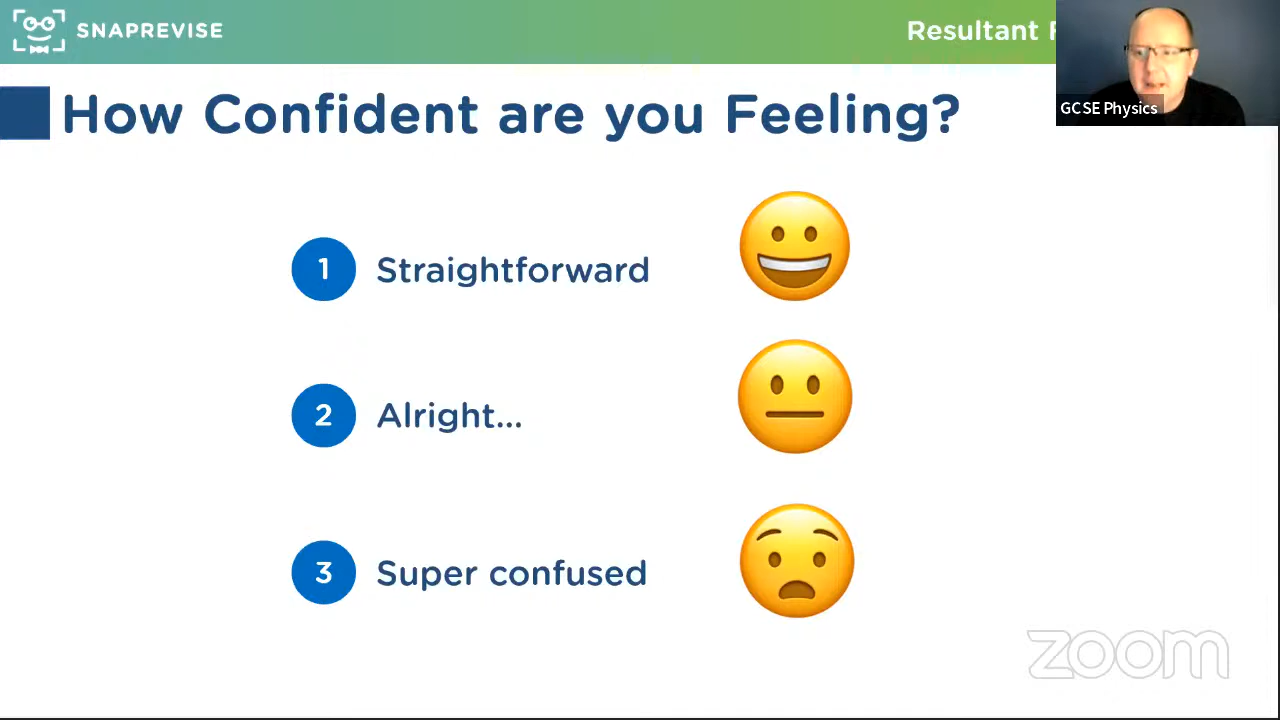 SNAPREVISE
Resultant
GCSE Physics
How Confident are you Feeling?
1 Straightforward
2 Alright...
3 Super confused
zoom